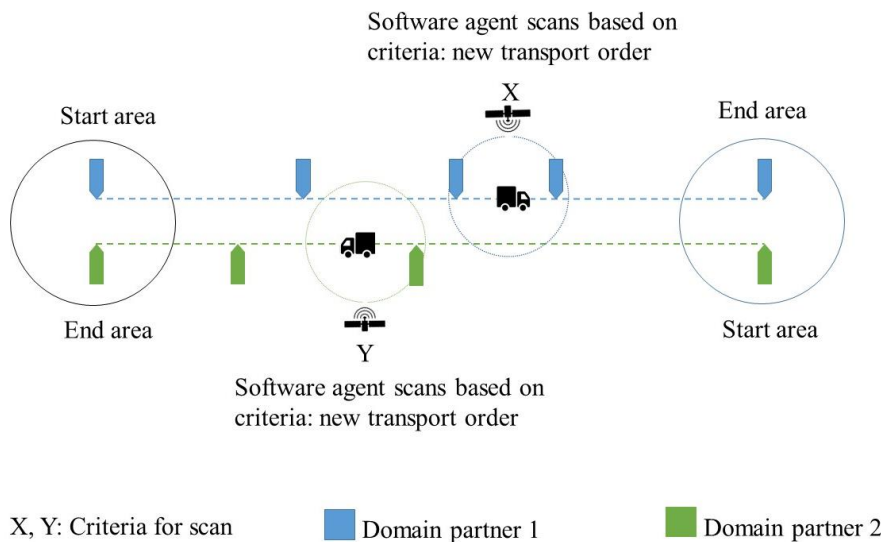 Software agent scans based on
criteria: new transport order
X
Start area
End area
End area
Start area
Y
Software agent scans based on
criteria: new transport order
X, Y: Criteria for scan
Domain partner 1
Domain partner 2